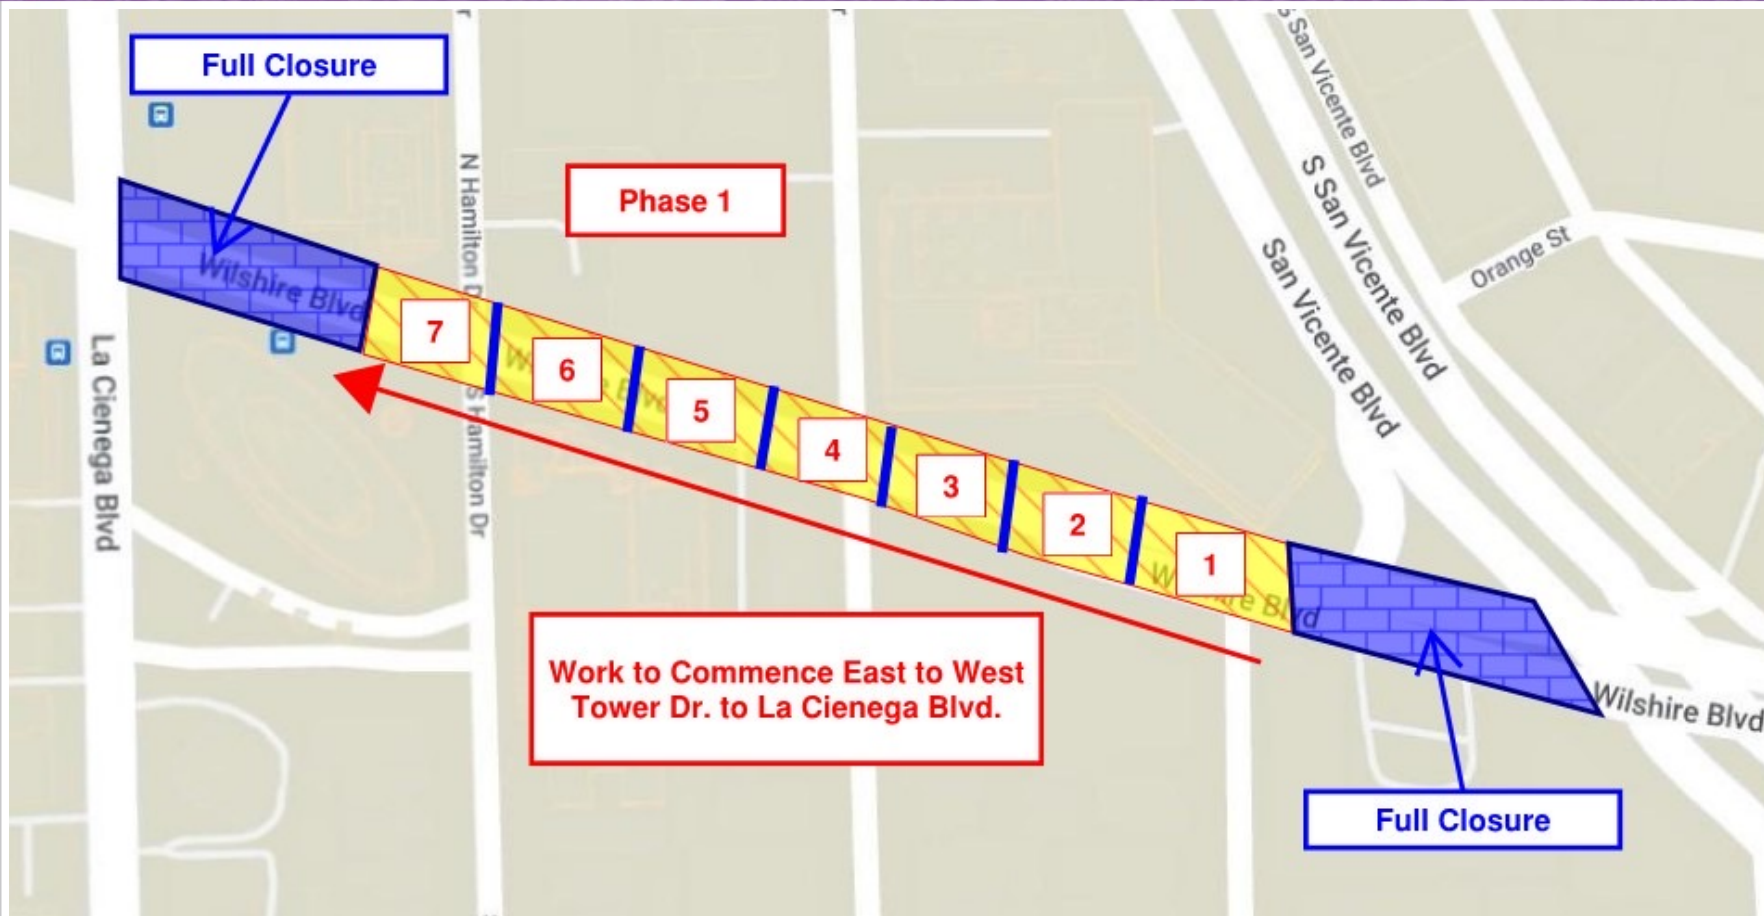 Full Closure
S San Vicente Blvd
S San Vicente Blvd
San Vicente Blvd
Orange St
N Hamilton D
Phase 1
Wilshire Blvd
7
6
5
4
3
2
1
La Cienega Blvd
S Hamilton Dr
Work to Commence East to West
Tower Dr. to La Cienega Blvd.
Wilshire Blvd
Full Closure